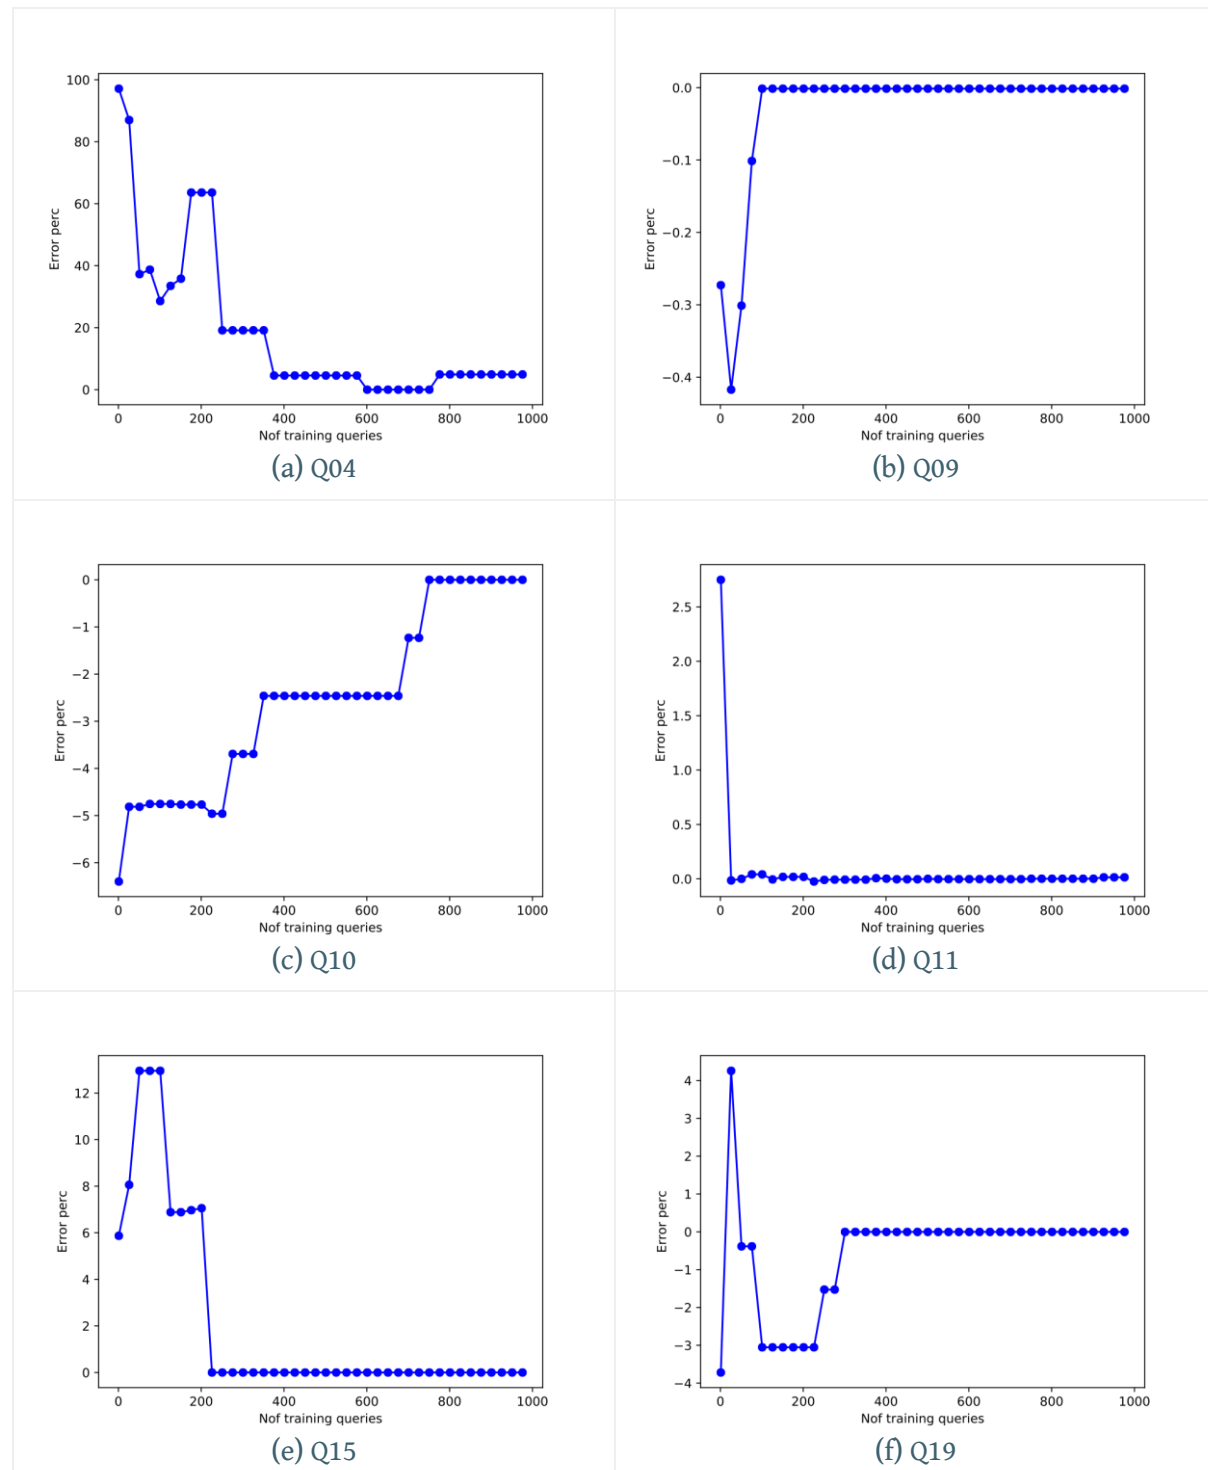 100
80
60
40
20
0
Error perc
0 200 400 600 800 1000
Nof training queries
(a) Q04
0.0
−0.1
−0.2
−0.3
−0.4
Error perc
0 200 400 600 800 1000
Nof training queries
(b) Q09
0
−1
−2
−3
−4
−5
−6
Error perc
0 200 400 600 800 1000
Nof training queries
(c) Q10
2.5
2.0
1.5
1.0
0.5
0.0
Error perc
0 200 400 600 800 1000
Nof training queries
(d) Q11
12
10
8
6
4
2
0
Error perc
0 200 400 600 800 1000
Nof training queries
(e) Q15
4
3
2
1
0
−1
−2
−3
−4
Error perc
0 200 400 600 800 1000
Nof training queries
(f) Q19